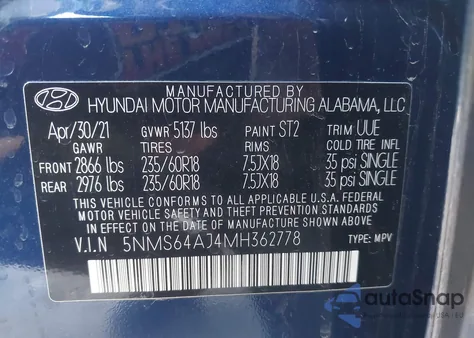 MANUFACTURED BY
HYUNDAI MOTOR MANUFACTURING ALABAMA, LLC
Apr/30/21 GVWR 5137 lbs PAINT ST2 TRIM UUE
GAWR TIRES RIMS COLD TIRE INFL
FRONT 2866 lbs 235/60R18 7.5JX18 35 psi SINGLE
REAR 2976 lbs 235/60R18 7.5JX18 35 psi SINGLE
THIS VEHICLE CONFORMS TO ALL APPLICABLE U.S.A. FEDERAL
MOTOR VEHICLE SAFETY AND THEFT PREVENTION STANDARDS
IN EFFECT ON THE DATE OF MANUFACTURE SHOWN ABOVE.
V.I.N 5NMS64AJ4MH362778 TYPE: MPV
autoSnap